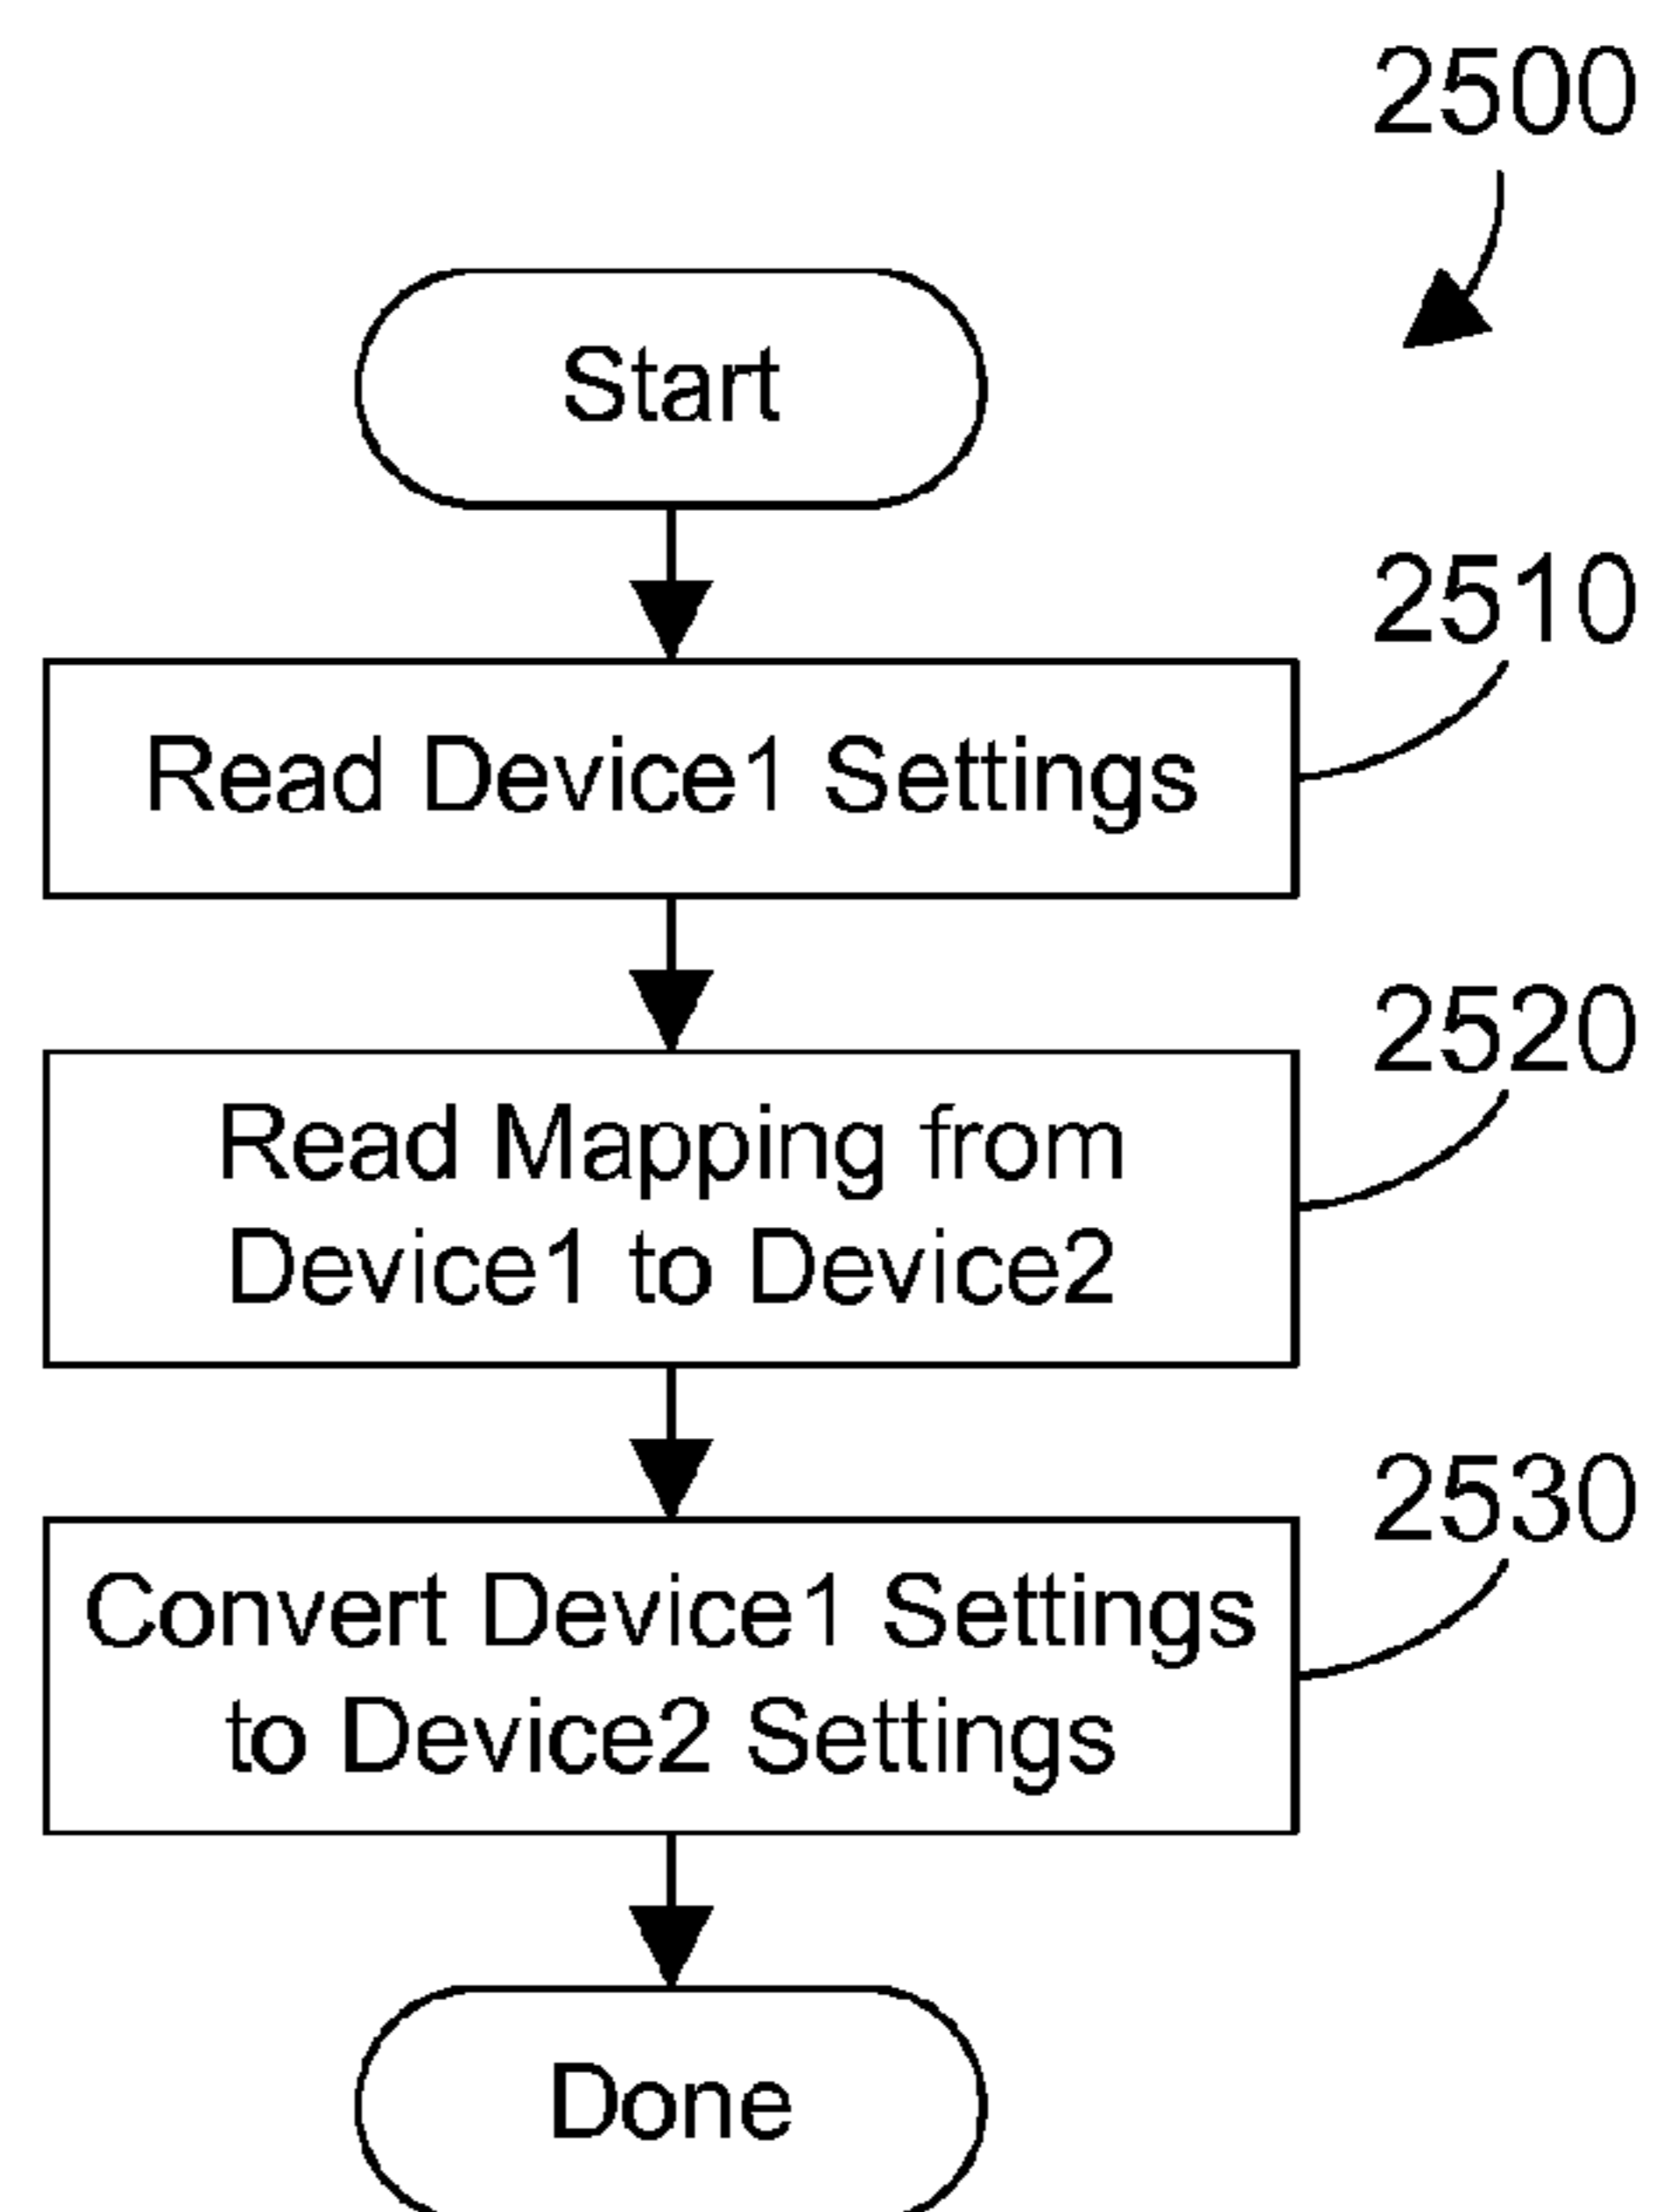 2500
Start
2510
Read Device1 Settings
2520
Read Mapping from
Device1 to Device2
2530
Convert Device1 Settings
to Device2 Settings
Done